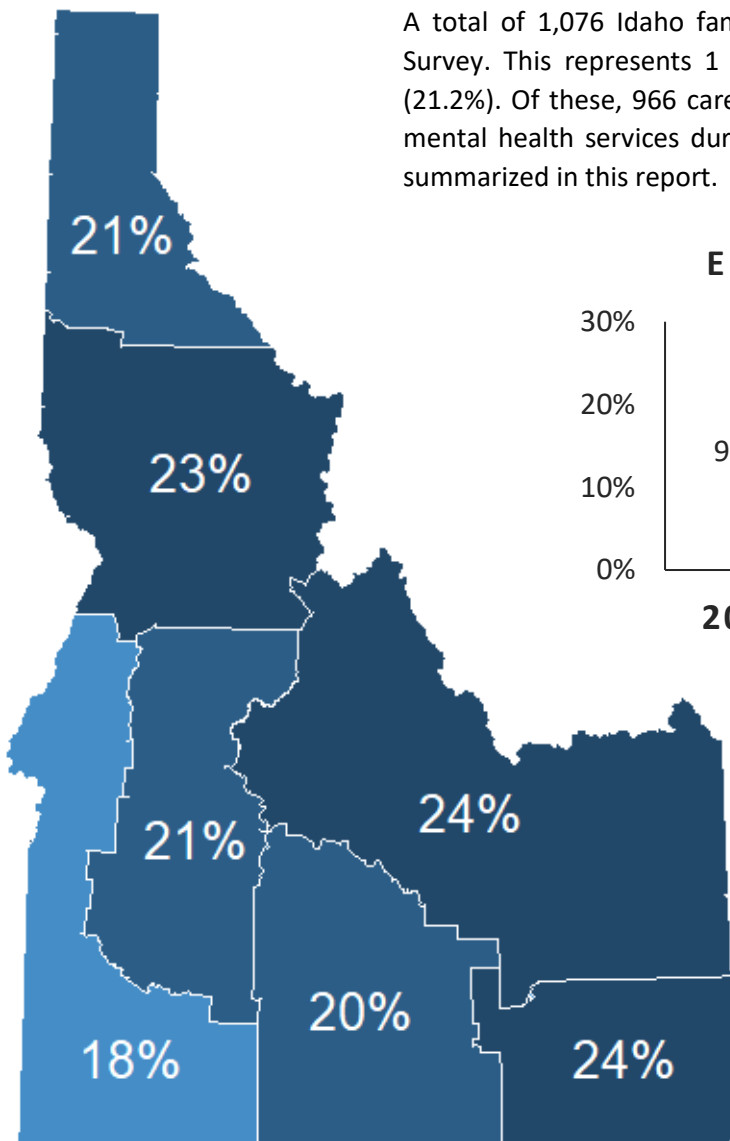 A total of 1,076 Idaho fam
Survey. This represents 1
(21.2%). Of these, 966 care
mental health services dur
summarized in this report.
21%
E
30%
20%
9
10%
0%
20
23%
24%
21%
20%
18%
24%